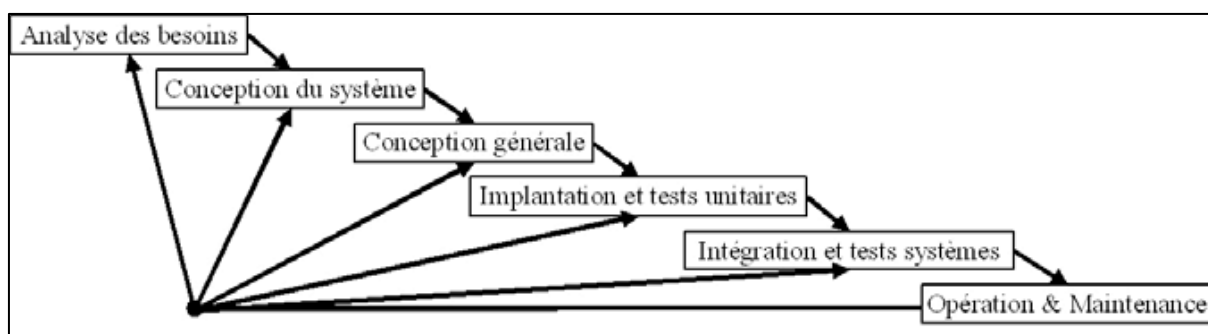 Analyse des besoins
Conception du système
Conception générale
Implantation et tests unitaires
Intégration et tests systèmes
Opération & Maintenance